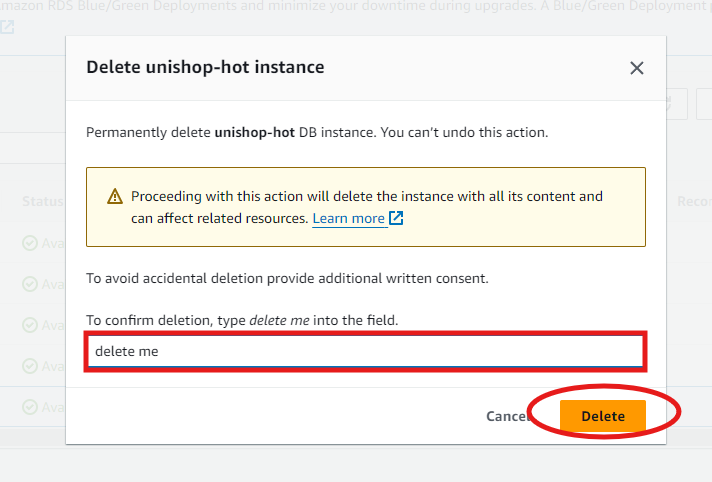 mazon RDS Blue/Green Deployments and minimize your downtime during upgrades. A Blue/Green Deployment p
Delete unishop-hot instance
Permanently delete unishop-hot DB instance. You can't undo this action.
Status
Proceeding with this action will delete the instance with all its content and
can affect related resources. Learn more
Recor
Ava
Ava
To avoid accidental deletion provide additional written consent.
To confirm deletion, type delete me into the field.
Ava
delete me
Ava
Ava
Cancel
Delete